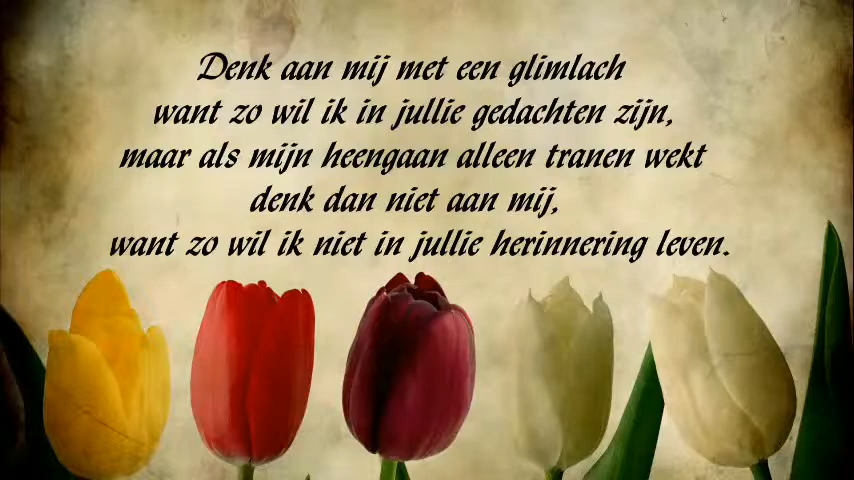 Denk aan mij met een glimlach
want zo wil ik in jullie gedachten zijn,
maar als mijn heengaan alleen tranen wekt
denk dan niet aan mij,
want zo wil ik niet in jullie herinnering leven.